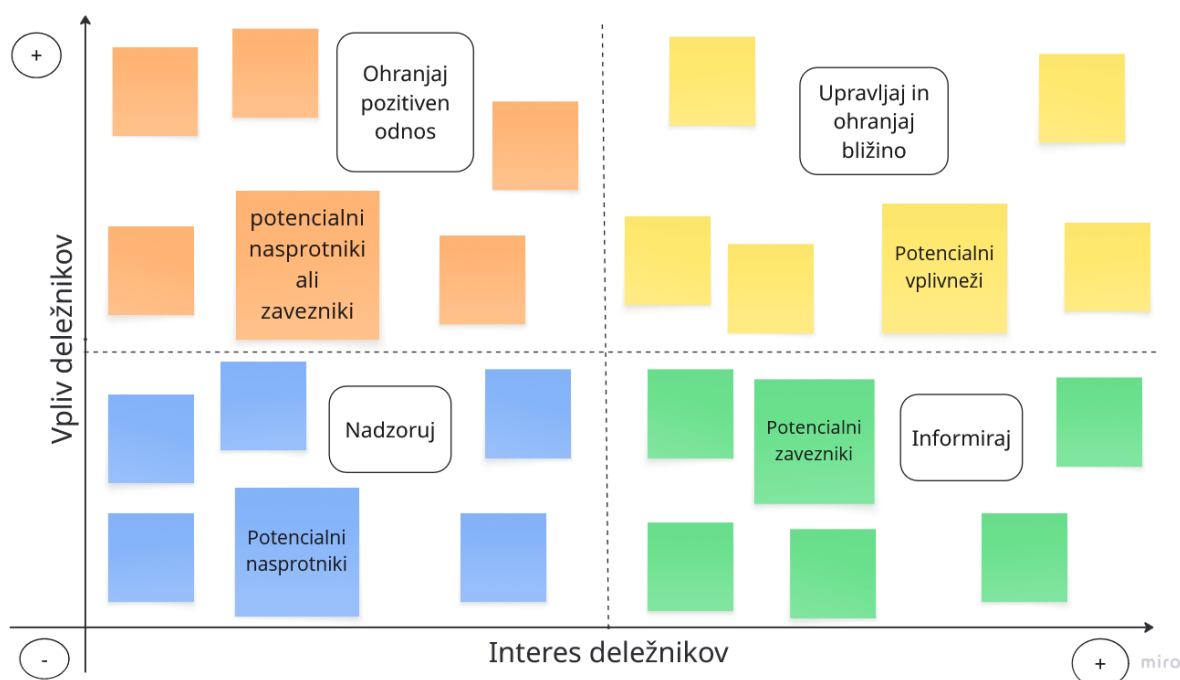 +
Ohranjaj
pozitiven
odnos
Upravljaj in
ohranjaj
bližino
potencialni
nasprotniki
ali
zavezniki
Potencialni
vplivneži
Vpliv deležnikov
Nadzoruj
Potencialni
zavezniki
Informiraj
Potencialni
nasprotniki
-
Interes deležnikov
+
miro